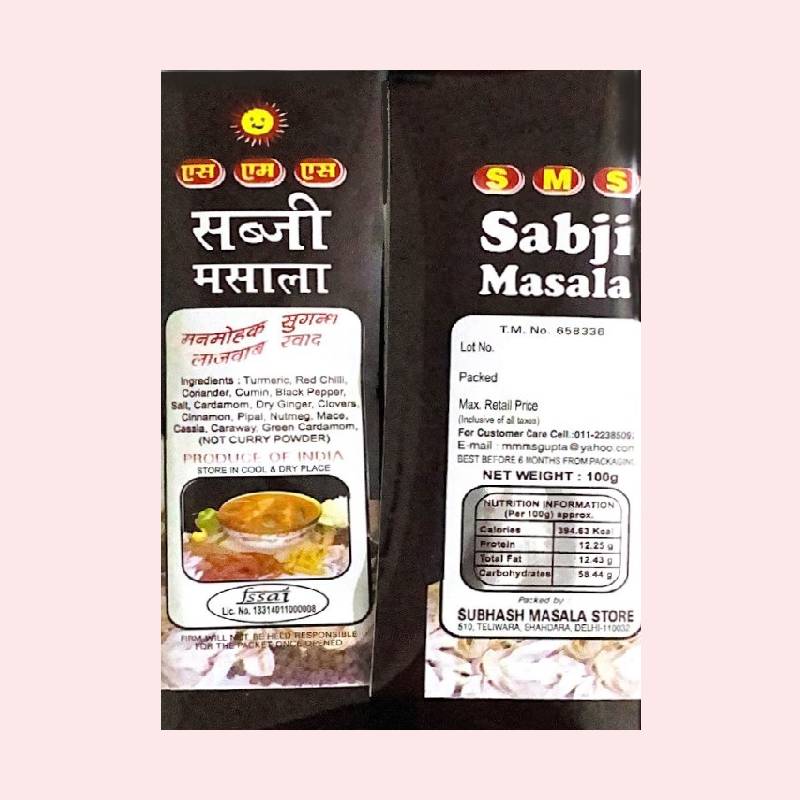 एस एम एस
सब्जी
मसाला
मनमोहक सुगन्ध
लाजवाब स्वाद
Ingredients : Turmeric, Red Chilli,
Coriander, Cumin, Black Pepper,
Salt, Cardamom, Dry Ginger, Clovers,
Cinnamon, Pipal, Nutmeg, Mace,
Cassia, Caraway, Green Cardamom,
(NOT CURRY POWDER)
PRODUCE OF INDIA
STORE IN COOL & DRY PLACE
fssai
Lic. No. 13314011000008
FIRM WILL NOT BE HELD RESPONSIBLE
FOR THE PACKET ONCE OPENED
S M S
Sabji
Masala
T.M. No. 658336
Lot No.
Packed
Max. Retail Price
(Inclusive of all taxes)
For Customer Care Cell.:011-2238509
E-mail : mmmsgupta@yahoo.com
BEST BEFORE 6 MONTHS FROM PACKAGING
NET WEIGHT : 100g
NUTRITION INFORMATION
(Per 100g) approx.
Calories 394.63 Kcal
Protein 12.25 g
Total Fat 12.43 g
Carbohydrates 58.44 g
Packed by
SUBHASH MASALA STORE
510, TELIWARA, SHAHDARA, DELHI-110032